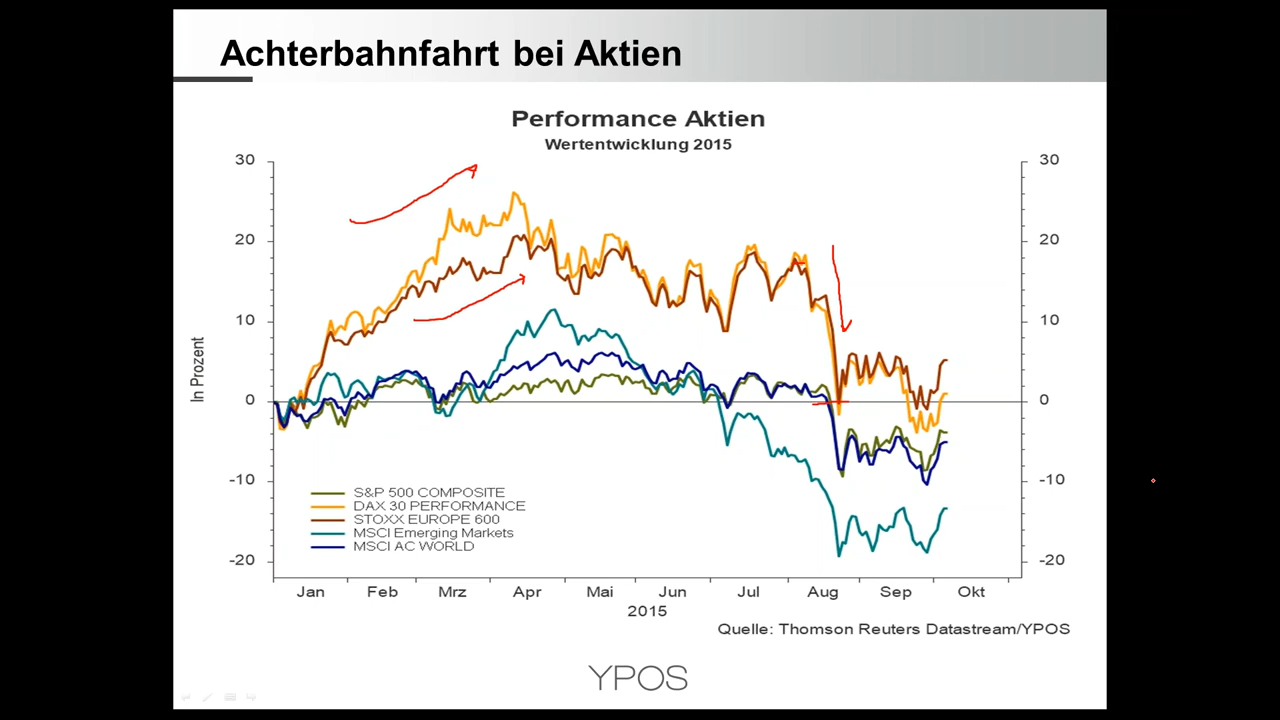 Achterbahnfahrt bei Aktien
Performance Aktien
Wertentwicklung 2015
30 30
20 20
10 10
0 0
-10 -10
-20 -20
In Prozent
S&P 500 COMPOSITE
DAX 30 PERFORMANCE
STOXX EUROPE 600
MSCI Emerging Markets
MSCI AC WORLD
Jan Feb Mrz Apr Mai Jun Jul Aug Sep Okt
2015
Quelle: Thomson Reuters Datastream/YPOS
YPOS